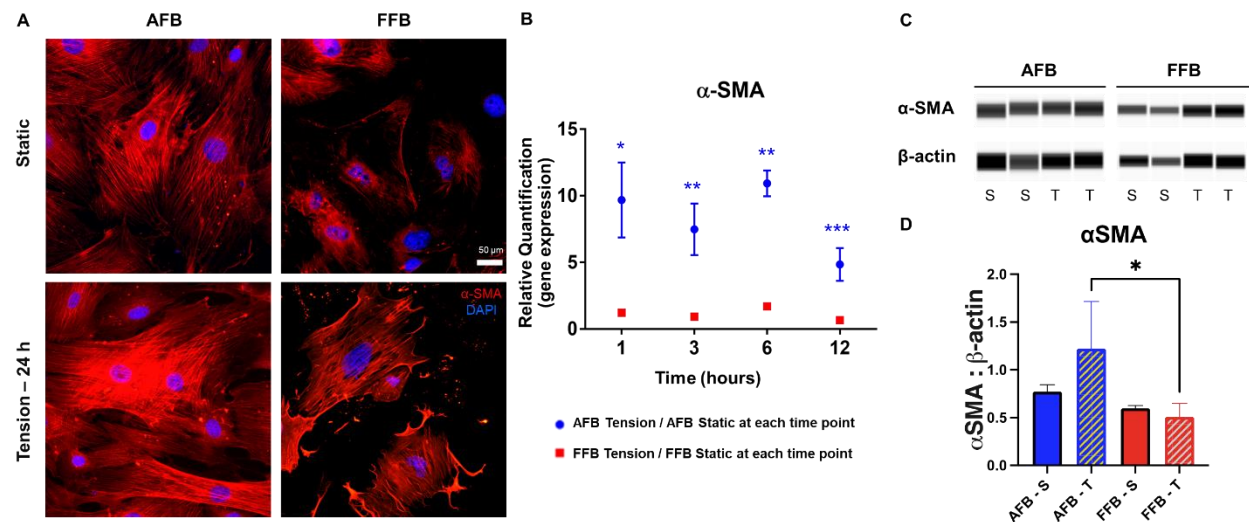 A
AFB
FFB
Static
50 µm
Tension – 24 h
α-SMA
DAPI
B
α-SMA
Relative Quantification
(gene expression)
15
10
5
0
*
**
**
***
1
3
6
12
Time (hours)
AFB Tension / AFB Static at each time point
FFB Tension / FFB Static at each time point
C
AFB
FFB
α-SMA
β-actin
S S T T S S T T
D
αSMA
αSMA : β-actin
2.0
1.5
1.0
0.5
0.0
*
AFB - S
AFB - T
FFB - S
FFB - T